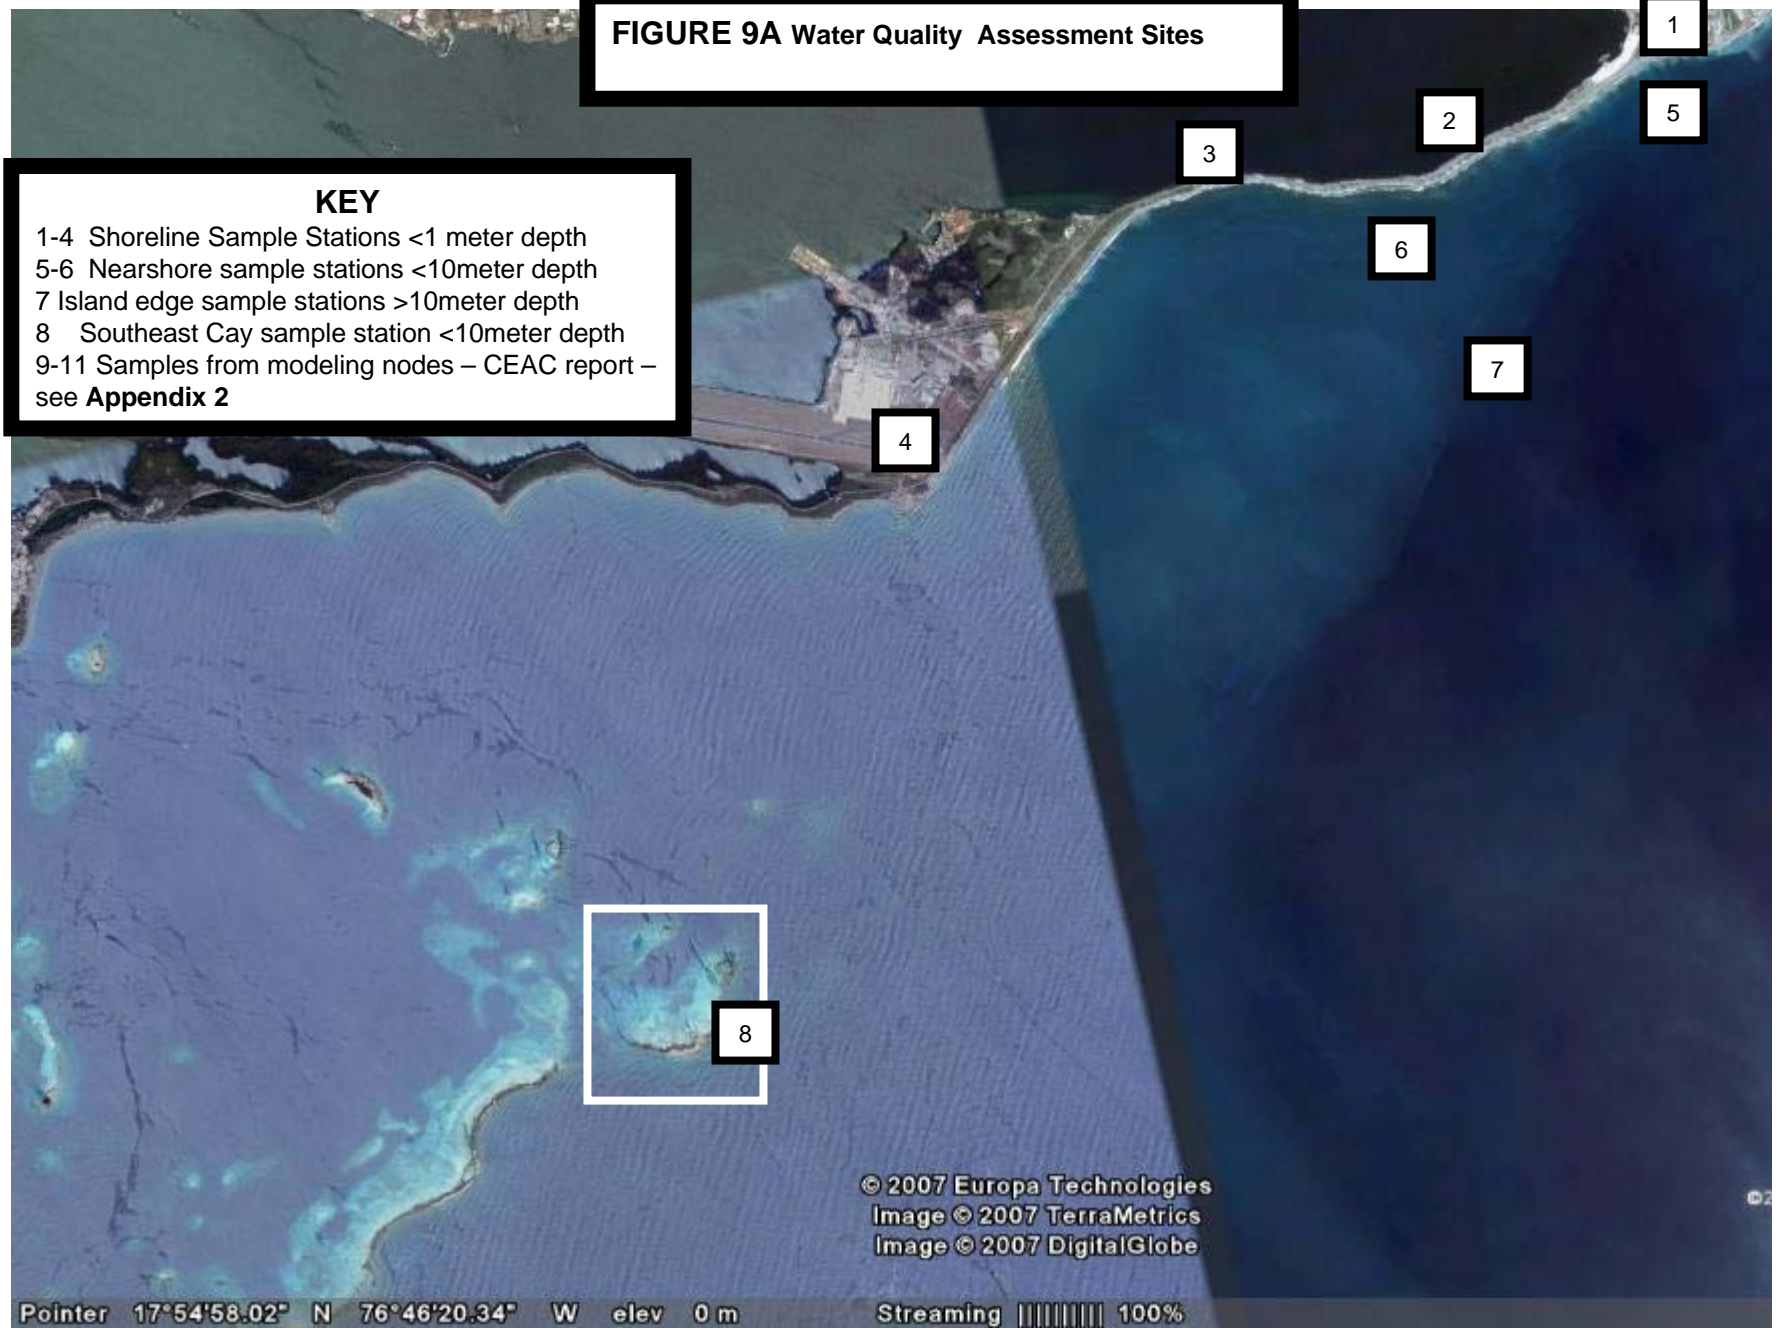 FIGURE 9A Water Quality Assessment Sites
1
2
5
3
KEY
1-4 Shoreline Sample Stations <1 meter depth
5-6 Nearshore sample stations <10meter depth
7 Island edge sample stations >10meter depth
8 Southeast Cay sample station <10meter depth
9-11 Samples from modeling nodes – CEAC report –
see Appendix 2
6
7
4
8
© 2007 Europa Technologies
Image © 2007 TerraMetrics
Image © 2007 DigitalGlobe
©2
Pointer 17°54'58.02" N 76°46'20.34" W elev 0 m Streaming |||||||||| 100%